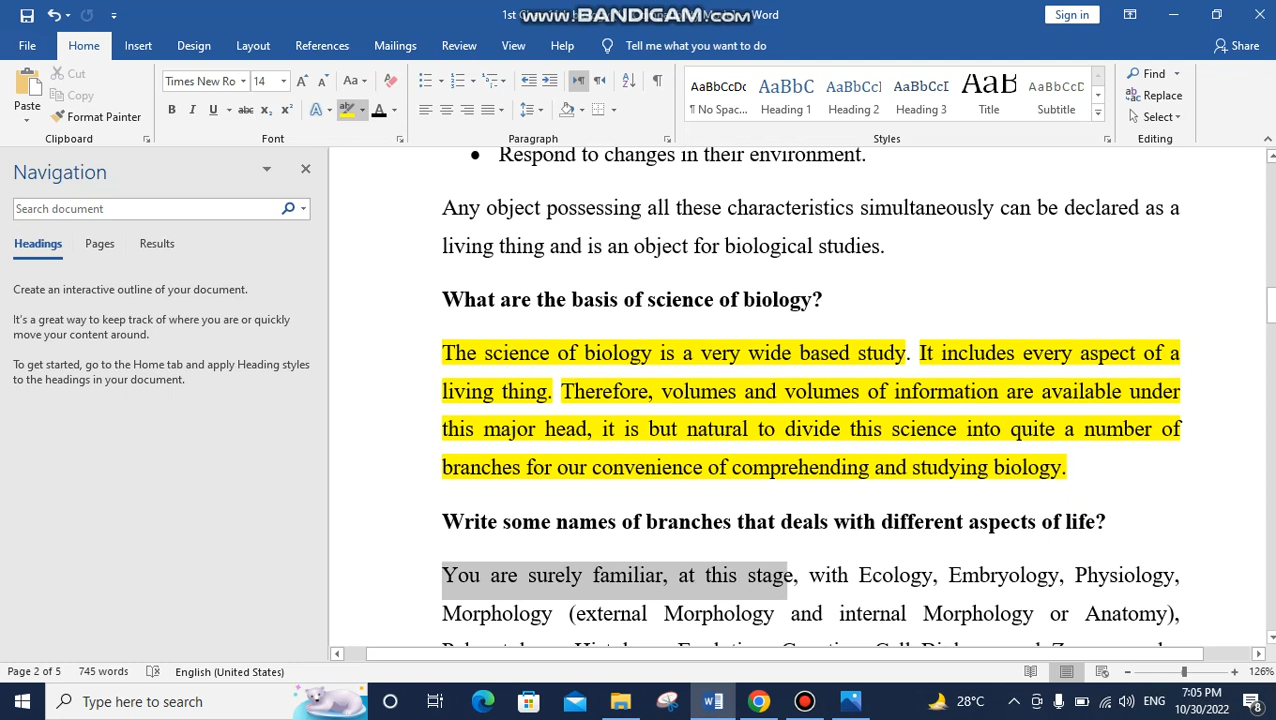 www.BANDICAM.com
1st
Word
Sign in
File
Home
Insert
Design
Layout
References
Mailings
Review
View
Help
Tell me what you want to do
Share
Paste
Cut
Copy
Format Painter
Clipboard
Times New Ro
14
Font
Paragraph
AaBbCcDc
¶ No Spac...
AaBbC
Heading 1
AaBbCcL
Heading 2
AaBbCcI
Heading 3
AaB
Title
AaBbCcD
Subtitle
Styles
Find
Replace
Select
Editing
Navigation
Search document
Headings
Pages
Results
Create an interactive outline of your document.
It's a great way to keep track of where you are or quickly
move your content around.
To get started, go to the Home tab and apply Heading styles
to the headings in your document.
• Respond to changes in their environment.
Any object possessing all these characteristics simultaneously can be declared as a
living thing and is an object for biological studies.
What are the basis of science of biology?
The science of biology is a very wide based study. It includes every aspect of a
living thing. Therefore, volumes and volumes of information are available under
this major head, it is but natural to divide this science into quite a number of
branches for our convenience of comprehending and studying biology.
Write some names of branches that deals with different aspects of life?
You are surely familiar, at this stage, with Ecology, Embryology, Physiology,
Morphology (external Morphology and internal Morphology or Anatomy),
Page 2 of 5
745 words
English (United States)
126%
Type here to search
28°C
ENG
7:05 PM
10/30/2022
8